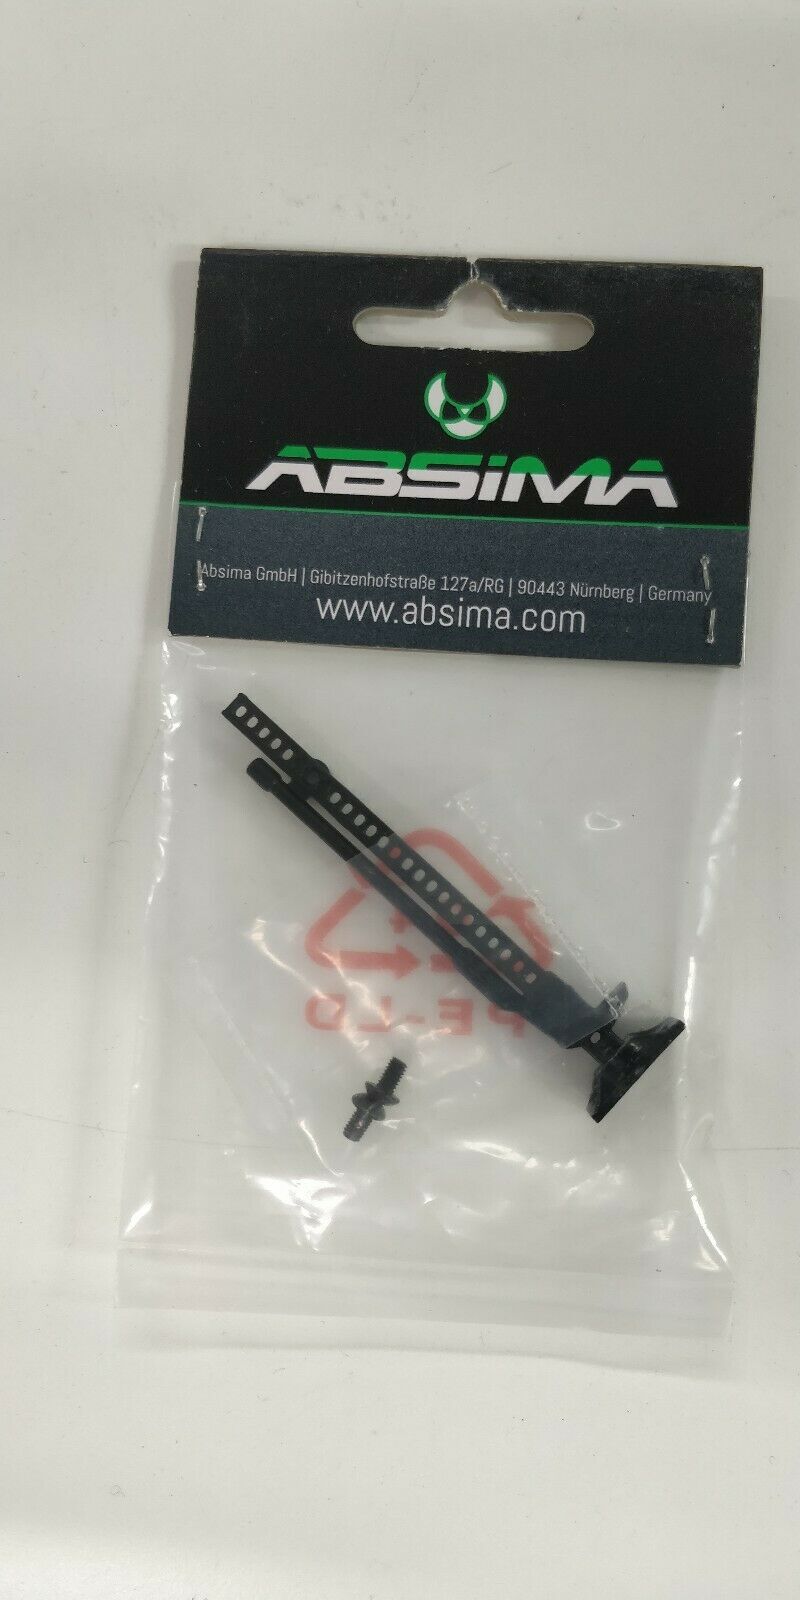 ABSiMA
Absima GmbH | Gibitzenhofstraße 127a/RG | 90443 Nürnberg | Germany
www.absima.com
PE-LD